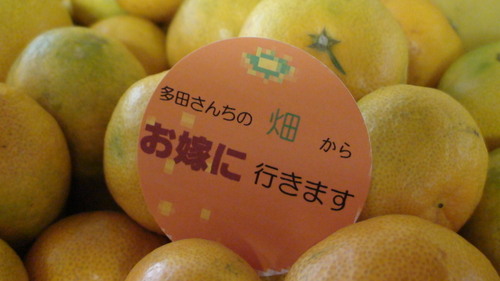 多田さんちの 畑 から
お嫁に 行きます